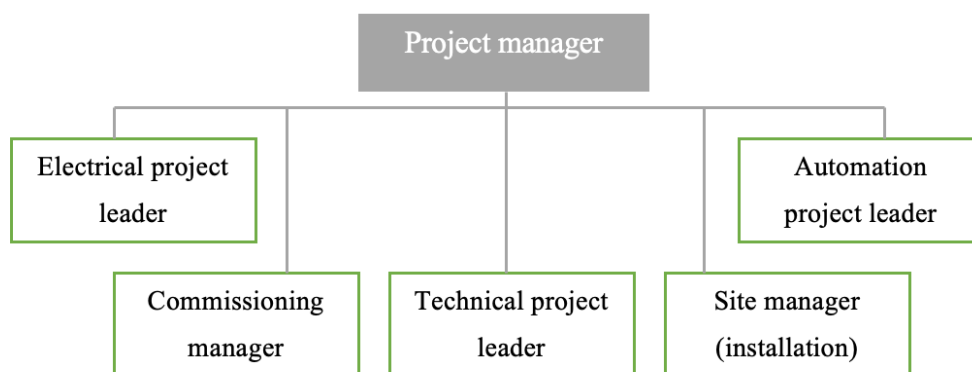 Project manager
Electrical project
leader
Automation
project leader
Commissioning
manager
Technical project
leader
Site manager
(installation)